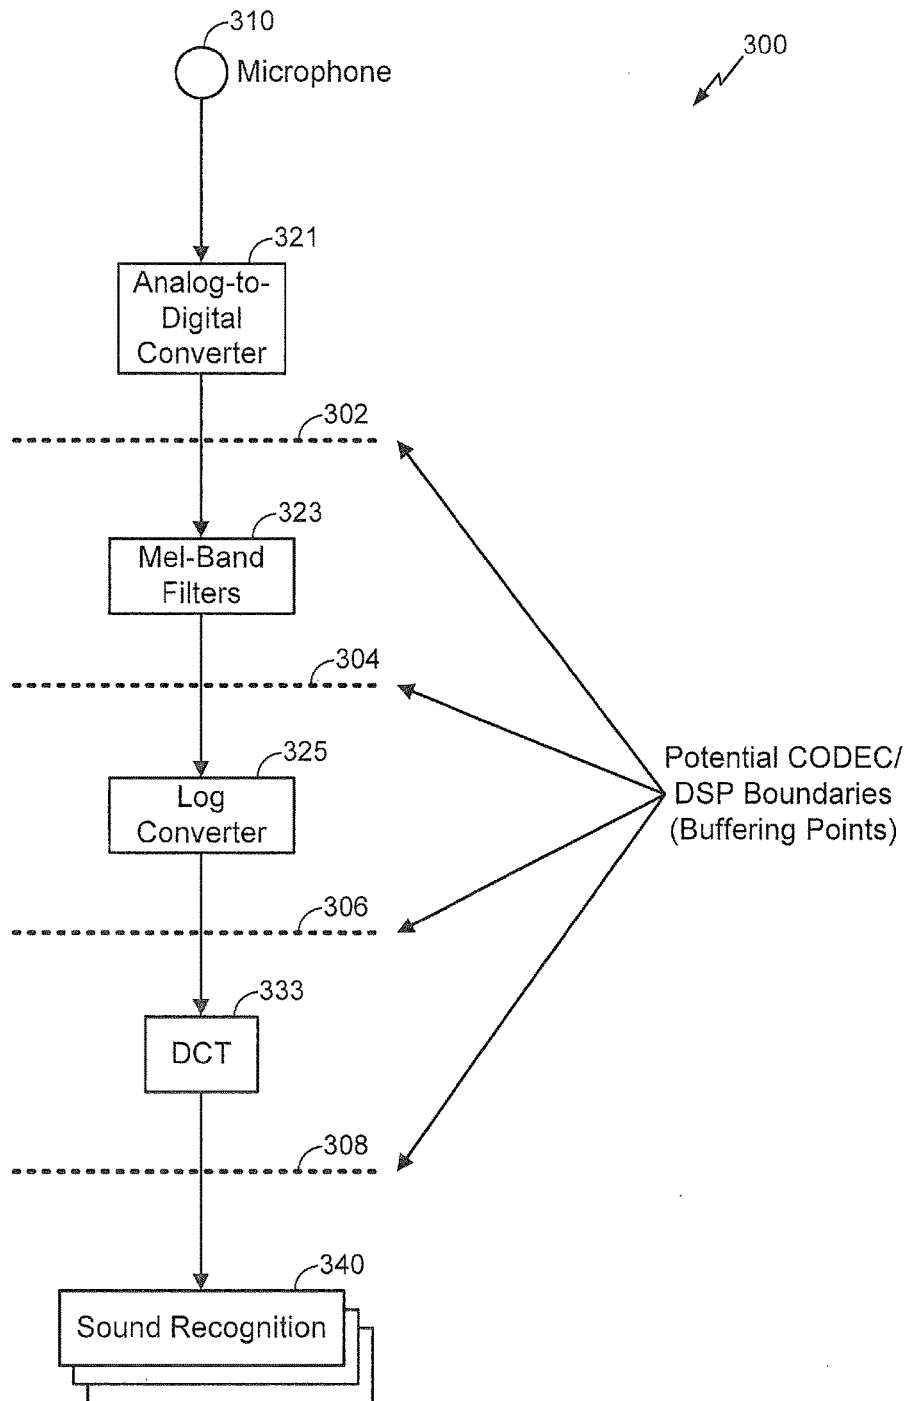 310
Microphone
300
321
Analog-to-
Digital
Converter
302
323
Mel-Band
Filters
304
325
Log
Converter
Potential CODEC/
DSP Boundaries
(Buffering Points)
306
333
DCT
308
340
Sound Recognition